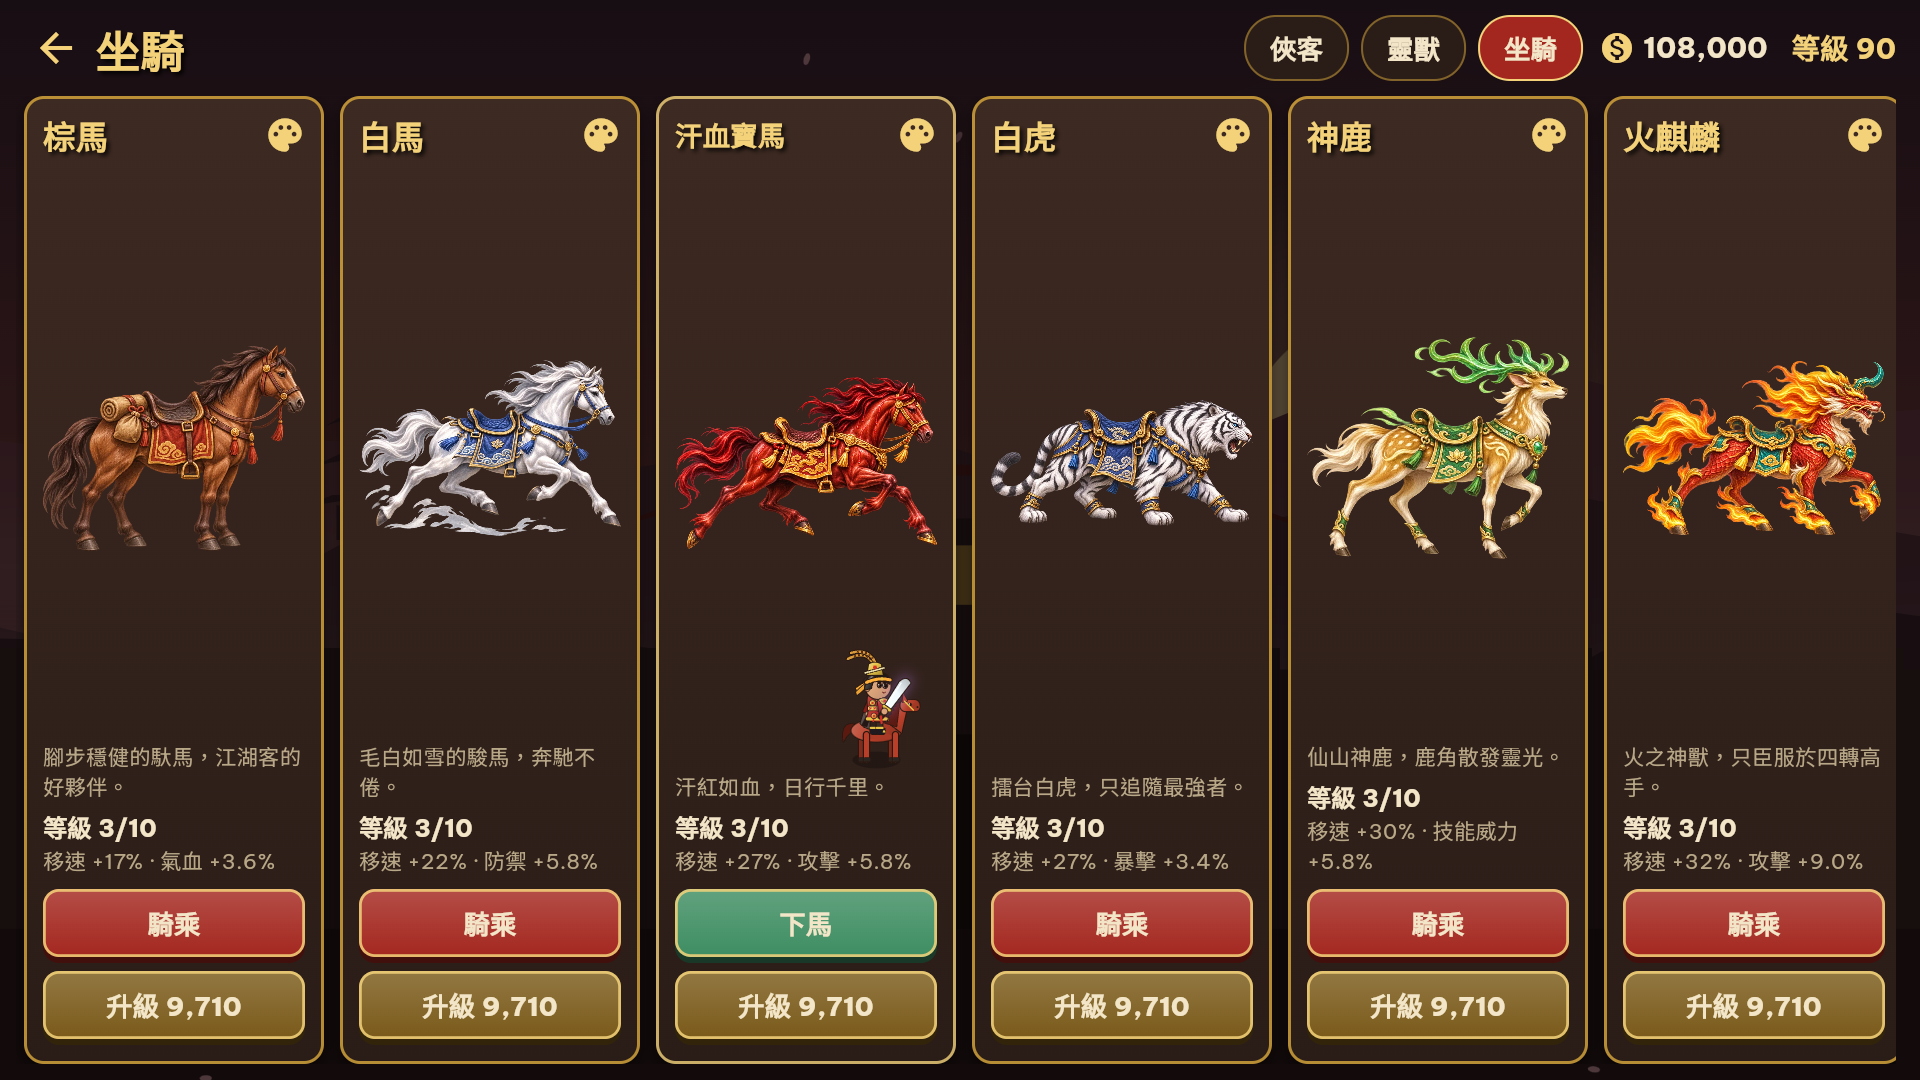 坐騎
俠客
靈獸
坐騎
108,000
等級 90
棕馬
腳步穩健的馱馬，江湖客的
好夥伴。
等級 3/10
移速 +17% · 氣血 +3.6%
騎乘
升級 9,710
白馬
毛白如雪的駿馬，奔馳不
倦。
等級 3/10
移速 +22% · 防禦 +5.8%
騎乘
升級 9,710
汗血寶馬
汗紅如血，日行千里。
等級 3/10
移速 +27% · 攻擊 +5.8%
下馬
升級 9,710
白虎
擂台白虎，只追隨最強者。
等級 3/10
移速 +27% · 暴擊 +3.4%
騎乘
升級 9,710
神鹿
仙山神鹿，鹿角散發靈光。
等級 3/10
移速 +30% · 技能威力
+5.8%
騎乘
升級 9,710
火麒麟
火之神獸，只臣服於四轉高
手。
等級 3/10
移速 +32% · 攻擊 +9.0%
騎乘
升級 9,710